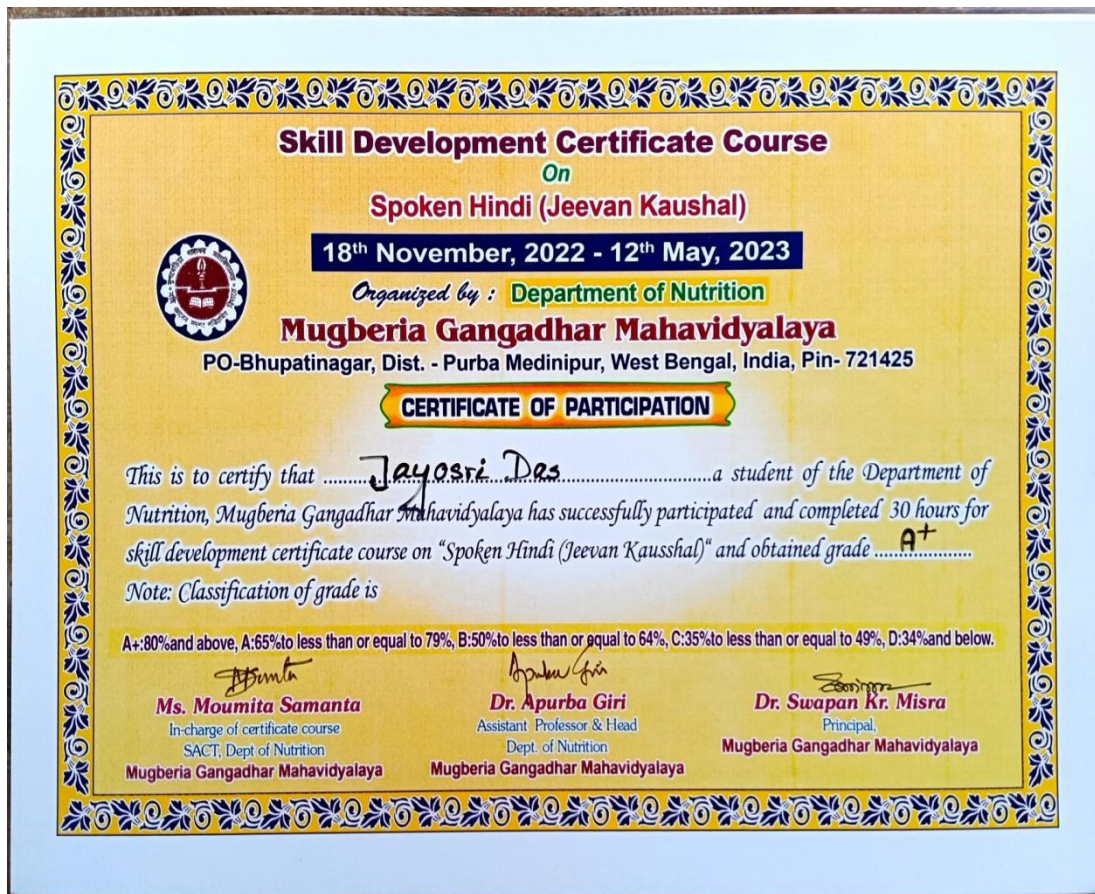 Skill Development Certificate Course
On
Spoken Hindi (Jeevan Kaushal)
18th November, 2022 - 12th May, 2023
Organized by : Department of Nutrition
Mugberia Gangadhar Mahavidyalaya
PO-Bhupatinagar, Dist. - Purba Medinipur, West Bengal, India, Pin- 721425
CERTIFICATE OF PARTICIPATION
This is to certify that ........Jayosri Das........................a student of the Department of
Nutrition, Mugberia Gangadhar Mahavidyalaya has successfully participated and completed 30 hours for
skill development certificate course on "Spoken Hindi (Jeevan Kausshal)" and obtained grade .....A+..........
Note: Classification of grade is
A+:80%and above, A:65%to less than or equal to 79%, B:50%to less than or equal to 64%, C:35%to less than or equal to 49%, D:34%and below.
Apurba Giri
Ms. Moumita Samanta Dr. Apurba Giri Dr. Swapan Kr. Misra
In-charge of certificate course Assistant Professor & Head Principal,
SACT, Dept of Nutrition Dept. of Nutrition Mugberia Gangadhar Mahavidyalaya
Mugberia Gangadhar Mahavidyalaya Mugberia Gangadhar Mahavidyalaya